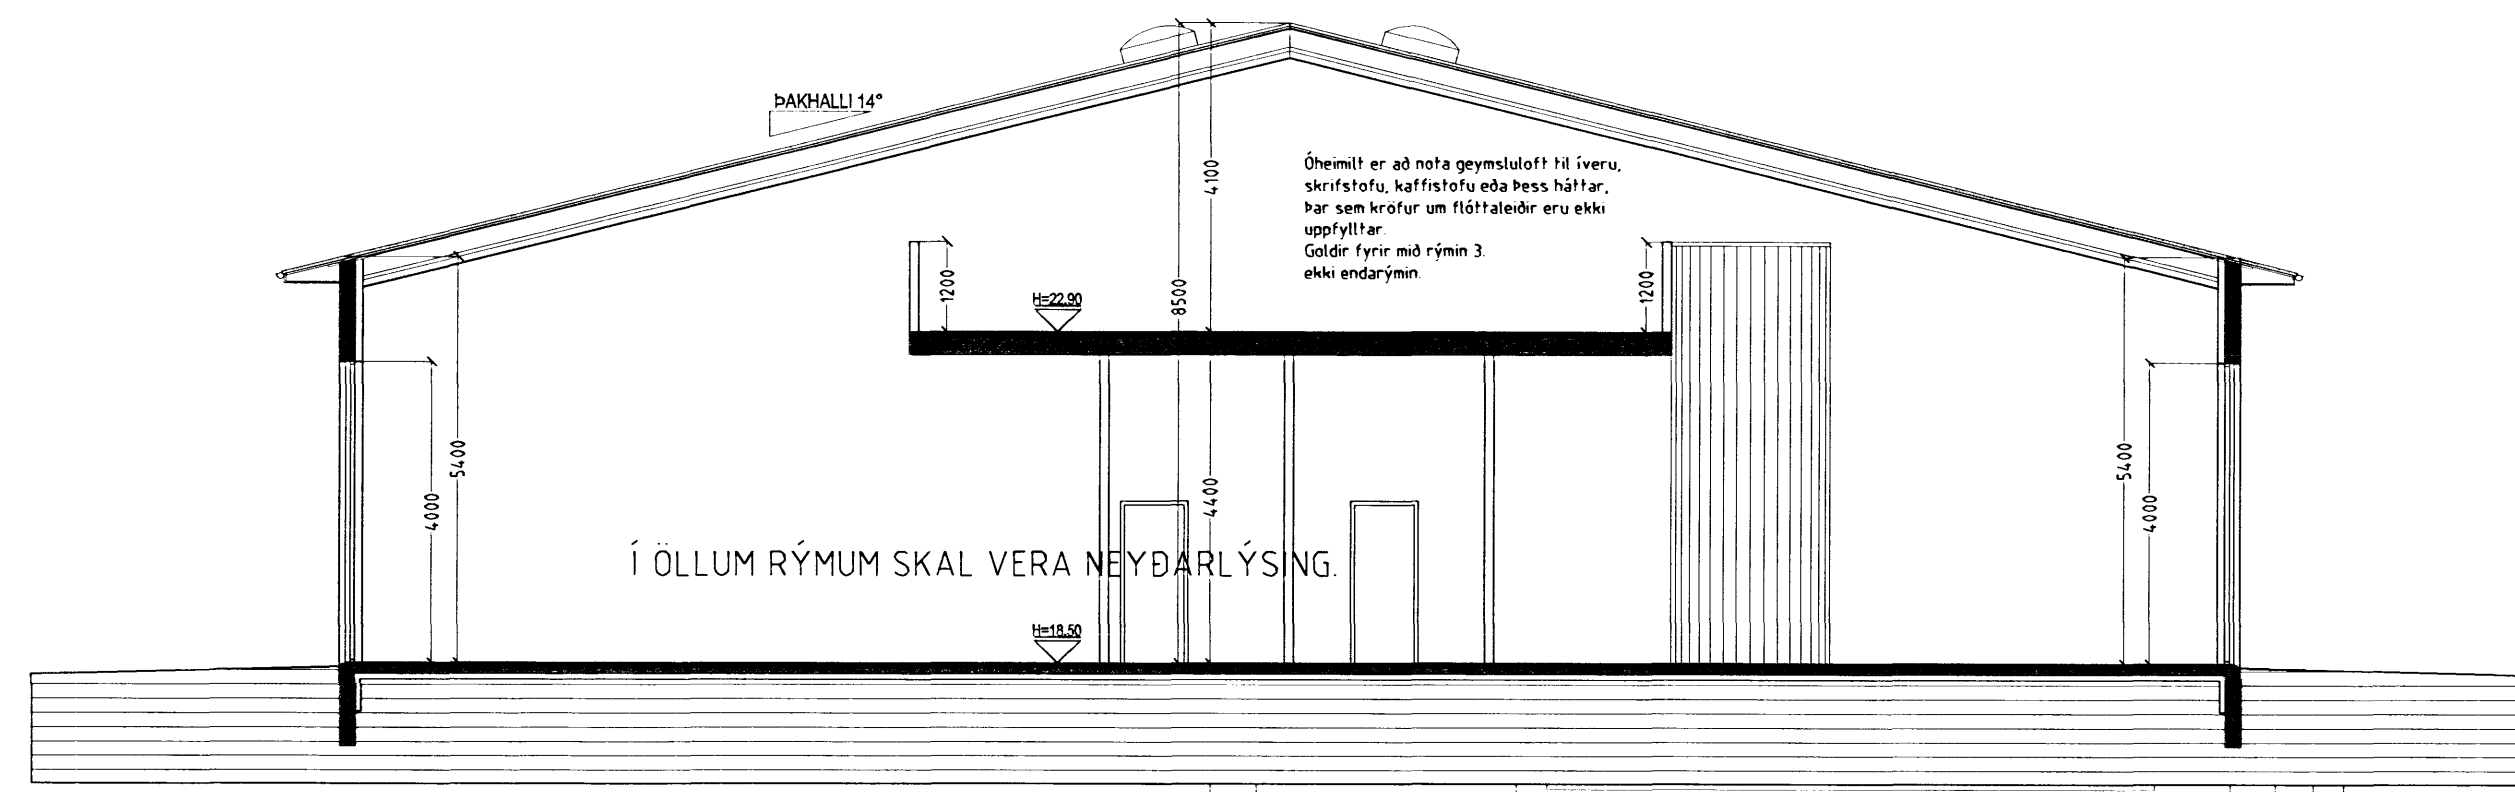 ÞAKHALLI 14°
Óheimilt er að nota geymsluloft til íveru,
skrifstofu, kaffistofu eða Þess háttar,
Þar sem kröfur um flóttaleiðir eru ekki
uppfylltar.
Galdir fyrir mið rýmin 3.
ekki endarýmin.
4100
8500
1200
1200
H=22.90
5400
4000
4400
5400
4000
Í ÖLLUM RÝMUM SKAL VERA NEYÐARLÝSING.
H=18.50